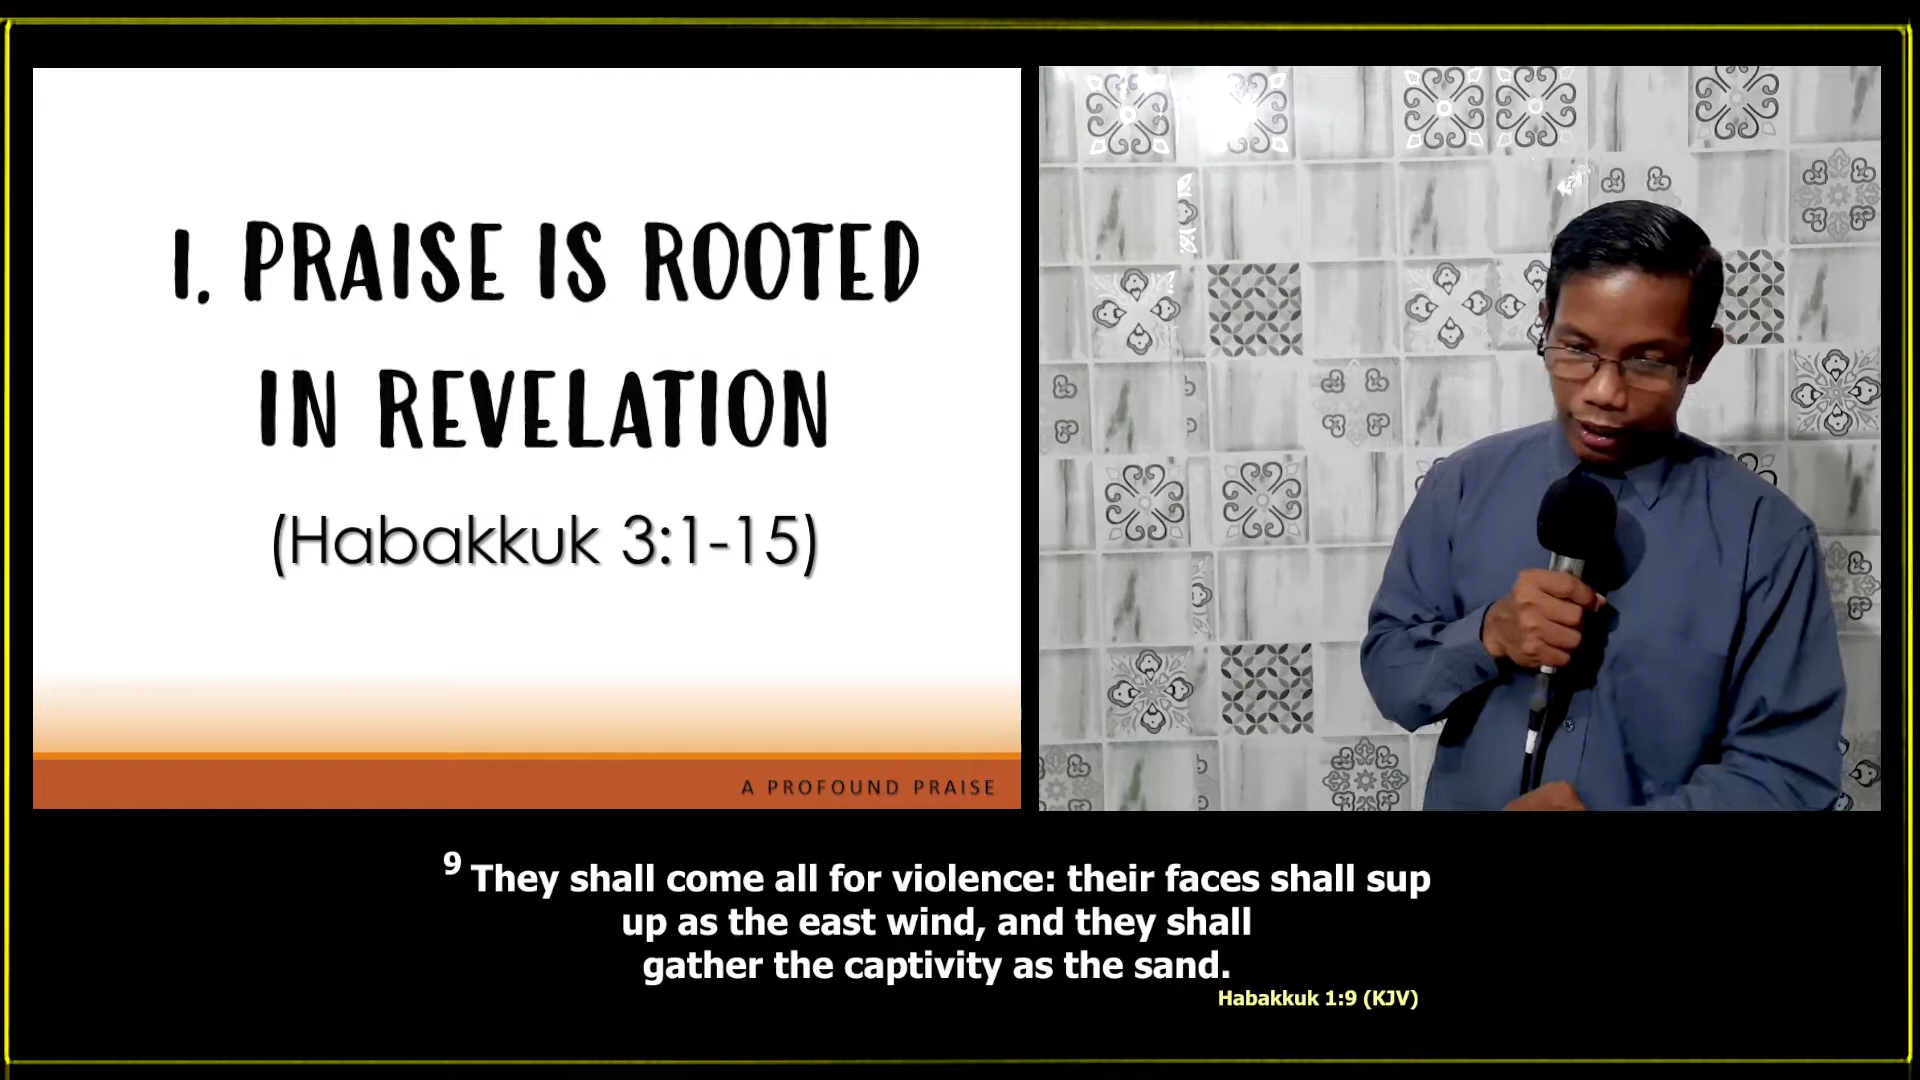 1. PRAISE IS ROOTED
IN REVELATION
(Habakkuk 3:1-15)
A PROFOUND PRAISE
9 They shall come all for violence: their faces shall sup
up as the east wind, and they shall
gather the captivity as the sand.
Habakkuk 1:9 (KJV)